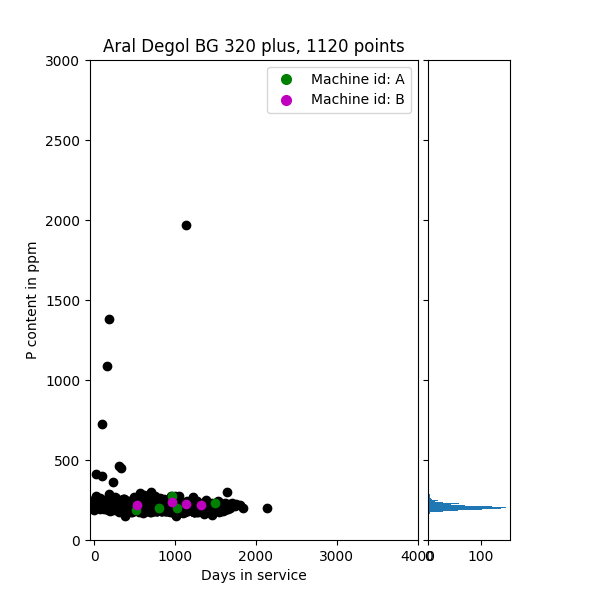 Aral Degol BG 320 plus, 1120 points
Machine id: A
Machine id: B
P content in ppm
3000
2500
2000
1500
1000
500
0
0 1000 2000 3000 4000
0 100
Days in service